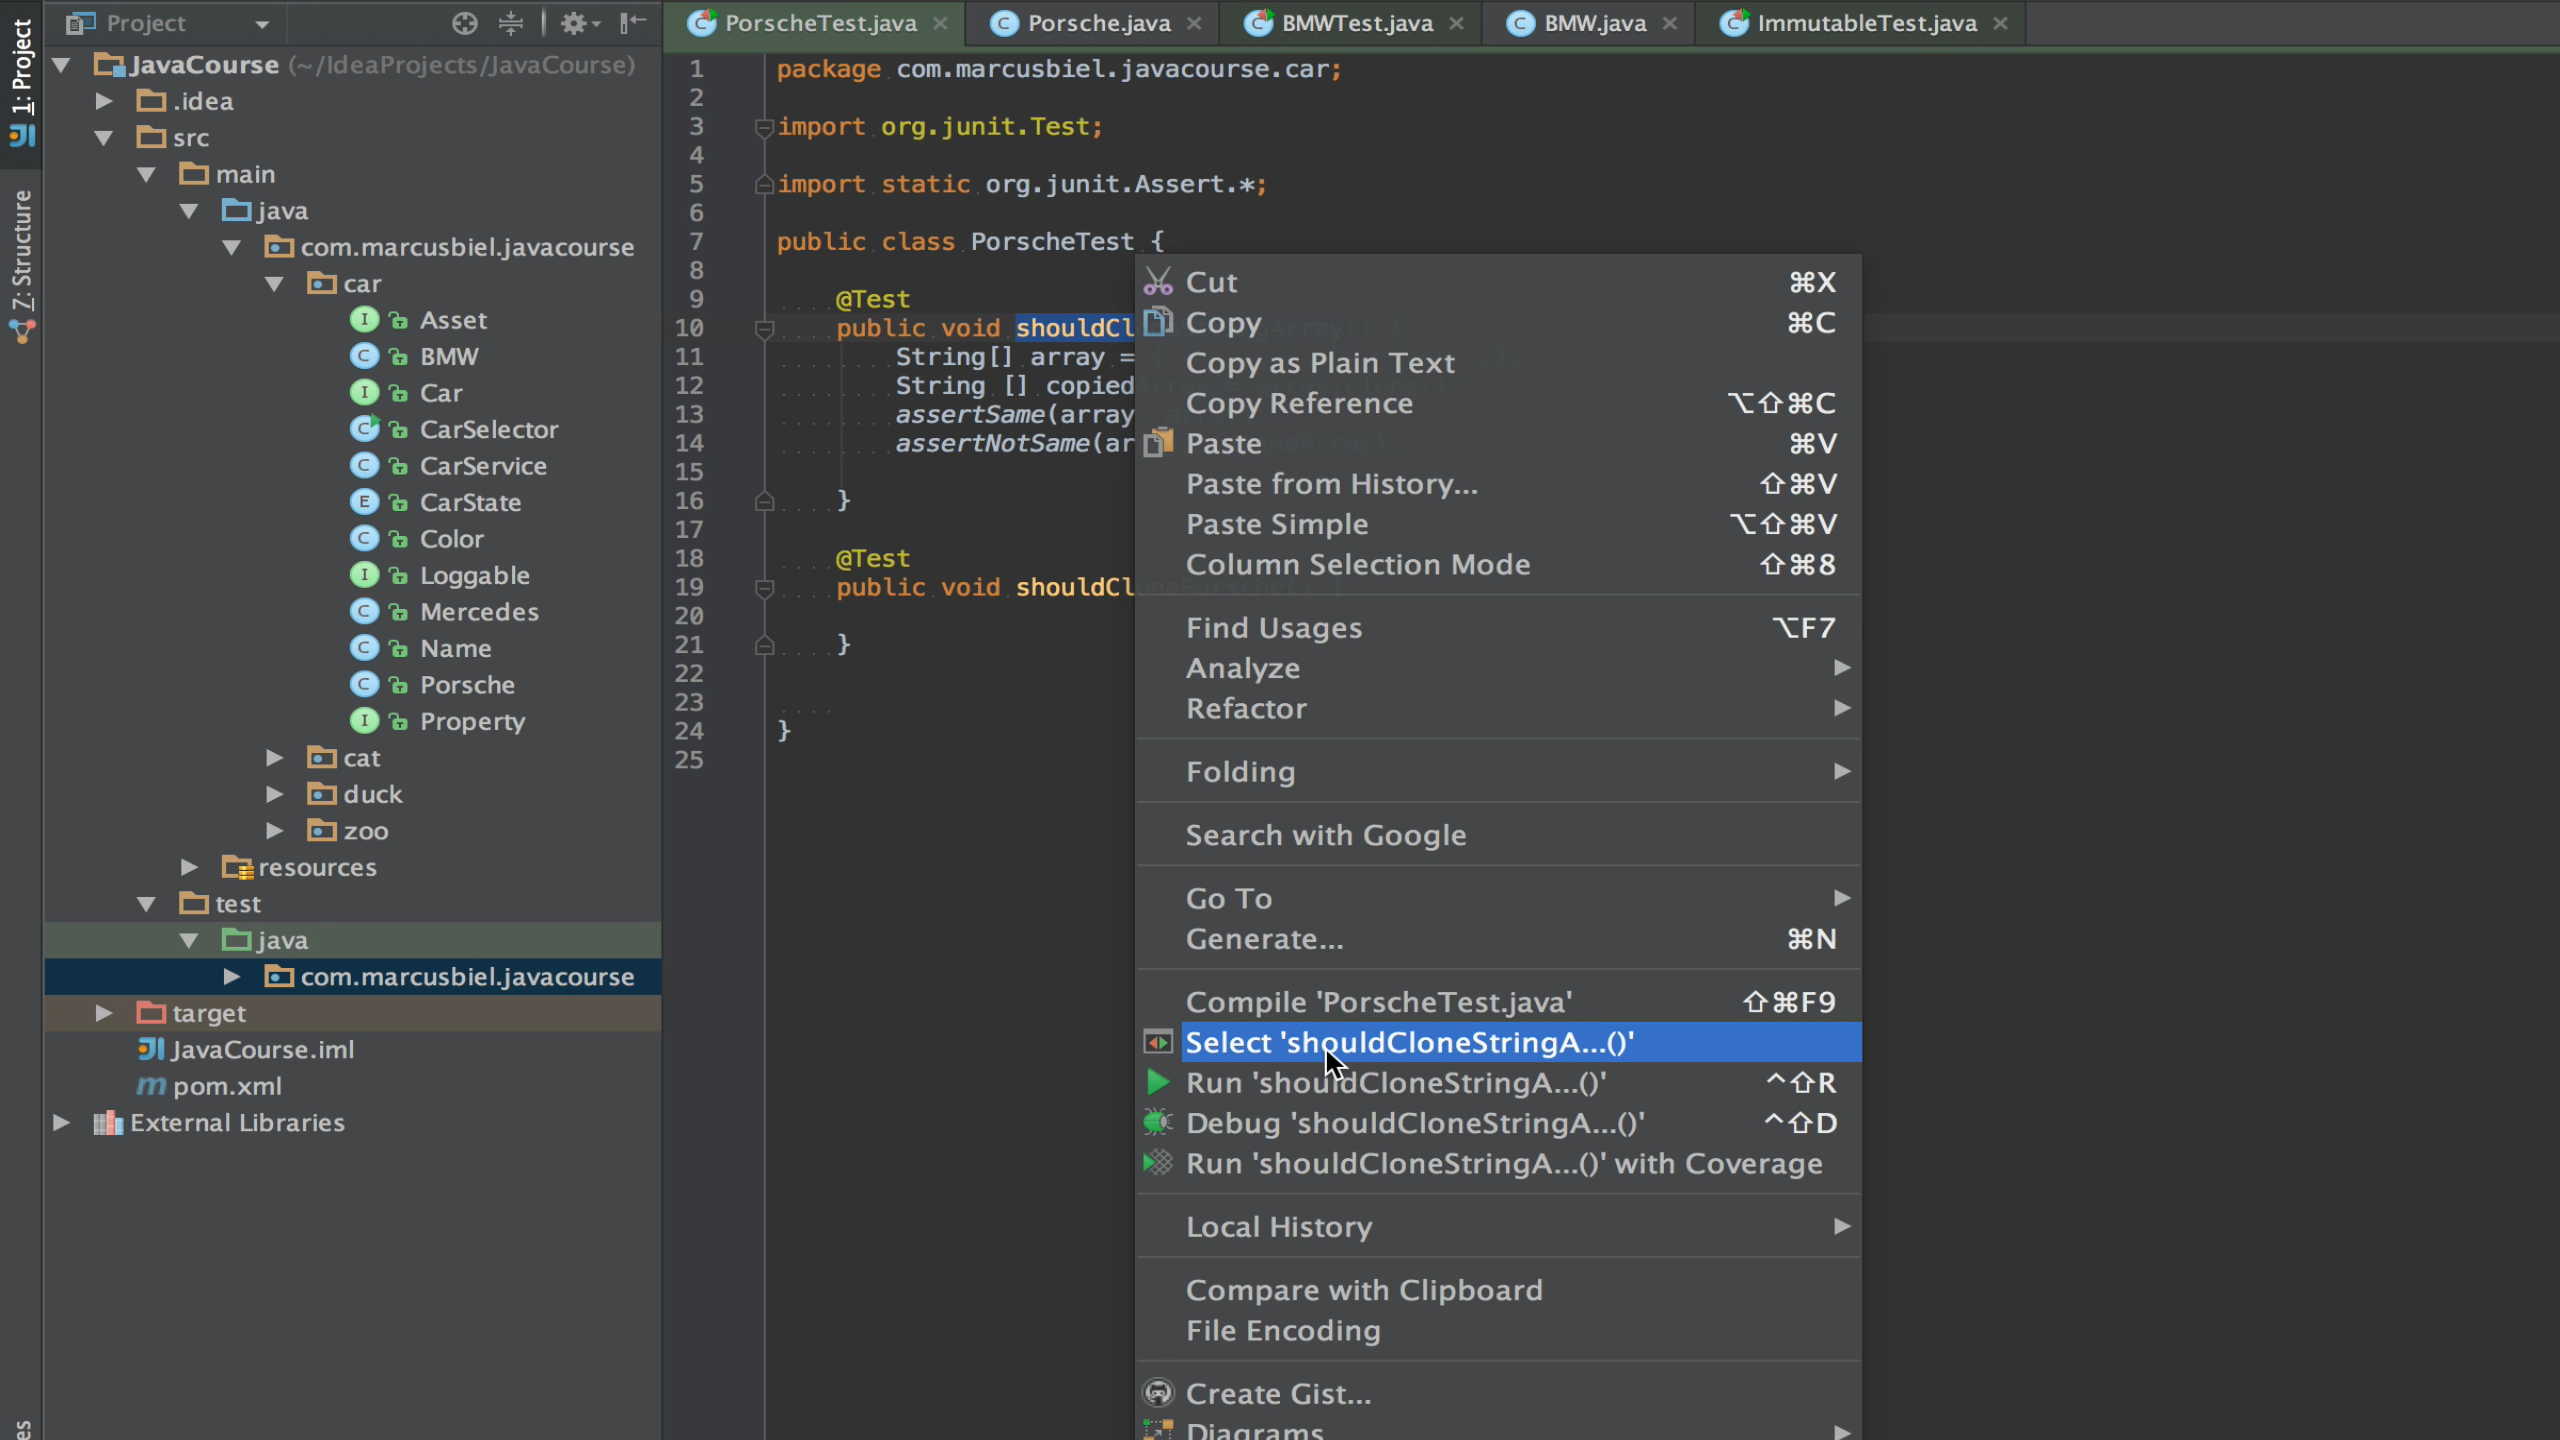 Project
PorscheTest.java
Porsche.java
BMWTest.java
BMW.java
ImmutableTest.java
1: Project
Z: Structure
es
JavaCourse (~/IdeaProjects/JavaCourse)
.idea
src
main
java
com.marcusbiel.javacourse
car
Asset
BMW
Car
CarSelector
CarService
CarState
Color
Loggable
Mercedes
Name
Porsche
Property
cat
duck
zoo
resources
test
java
com.marcusbiel.javacourse
target
JavaCourse.iml
pom.xml
External Libraries
1 package com.marcusbiel.javacourse.car;
2
3 import org.junit.Test;
4
5 import static org.junit.Assert.*;
6
7 public class PorscheTest {
8
9 @Test
10 public void shouldCl
11 String[] array =
12 String [] copied
13 assertSame(array
14 assertNotSame(ar
15
16 }
17
18 @Test
19 public void shouldClonePorsche() {
20
21 }
22
23
24 }
25
Cut ⌘X
Copy ⌘C
Copy as Plain Text
Copy Reference ⌥⇧⌘C
Paste ⌘V
Paste from History... ⇧⌘V
Paste Simple ⌥⇧⌘V
Column Selection Mode ⇧⌘8
Find Usages ⌥F7
Analyze
Refactor
Folding
Search with Google
Go To
Generate... ⌘N
Compile 'PorscheTest.java' ⇧⌘F9
Select 'shouldCloneStringA...()'
Run 'shouldCloneStringA...()' ^⇧R
Debug 'shouldCloneStringA...()' ^⇧D
Run 'shouldCloneStringA...()' with Coverage
Local History
Compare with Clipboard
File Encoding
Create Gist...
Diagrams